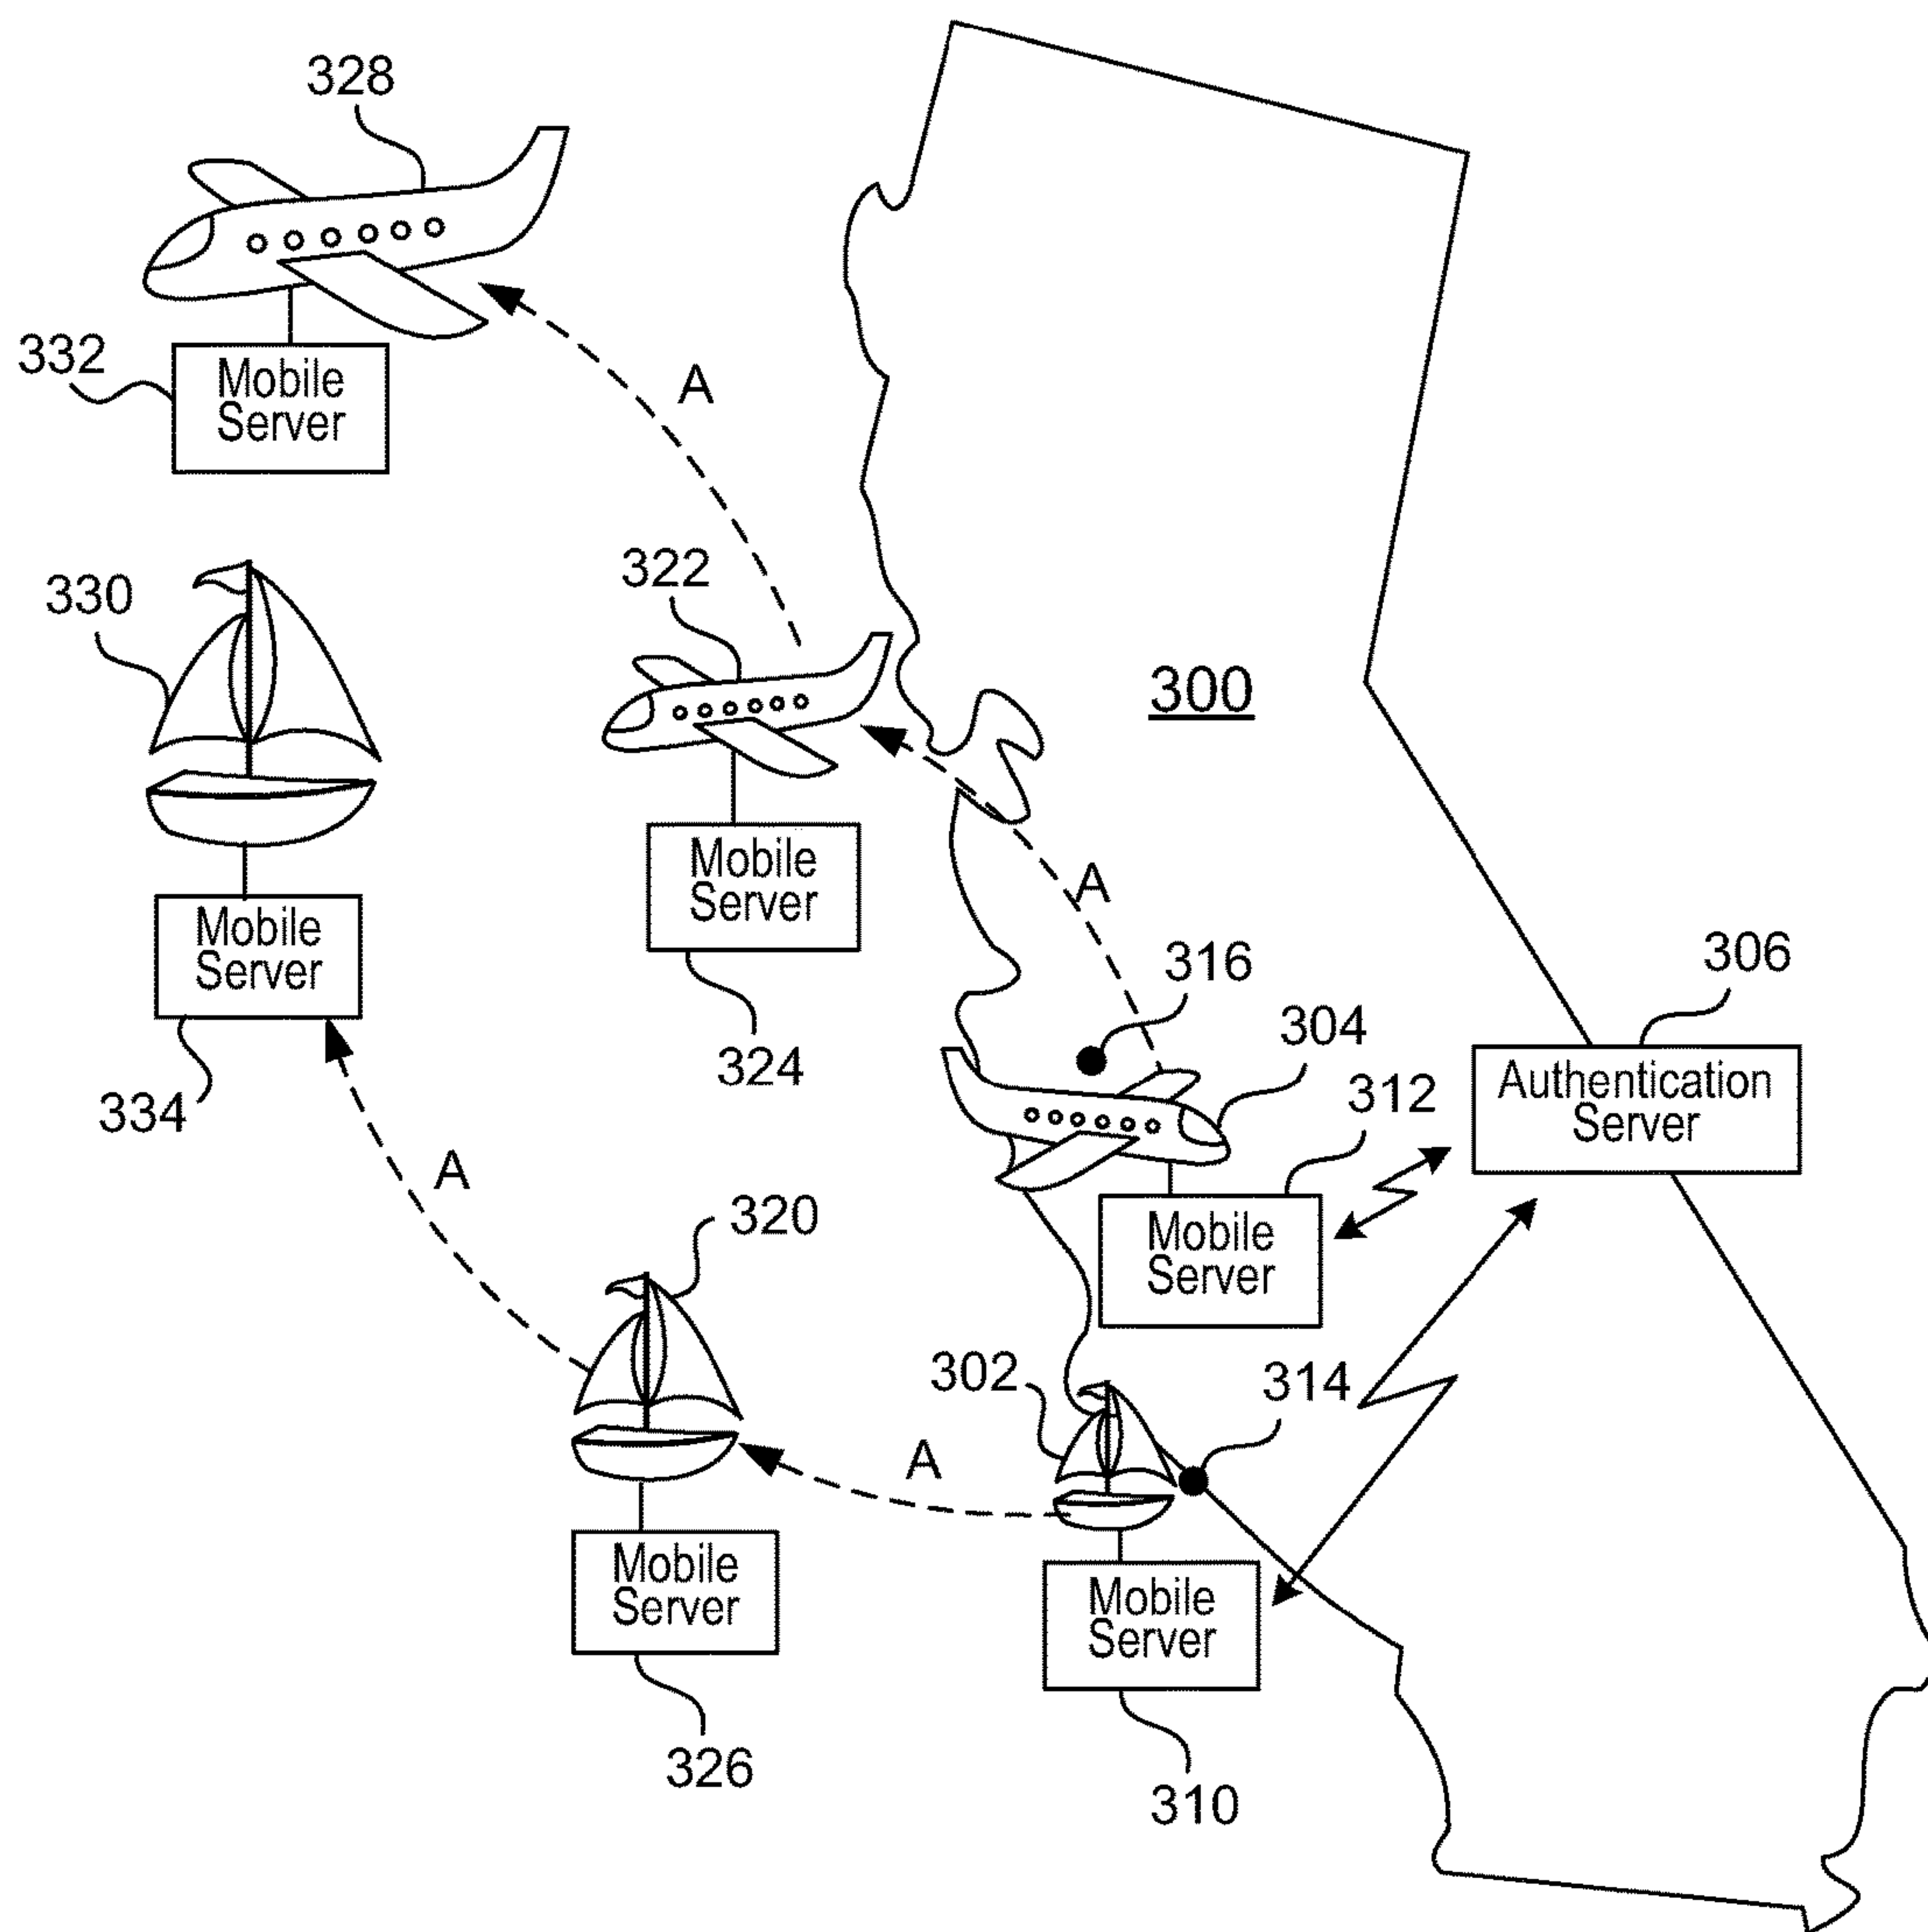 328
332
Mobile
Server
A
330
322
300
Mobile
Server
Mobile
Server
A
316
306
304
324
312
Authentication
Server
334
A
320
Mobile
Server
302
314
A
Mobile
Server
Mobile
Server
326
310